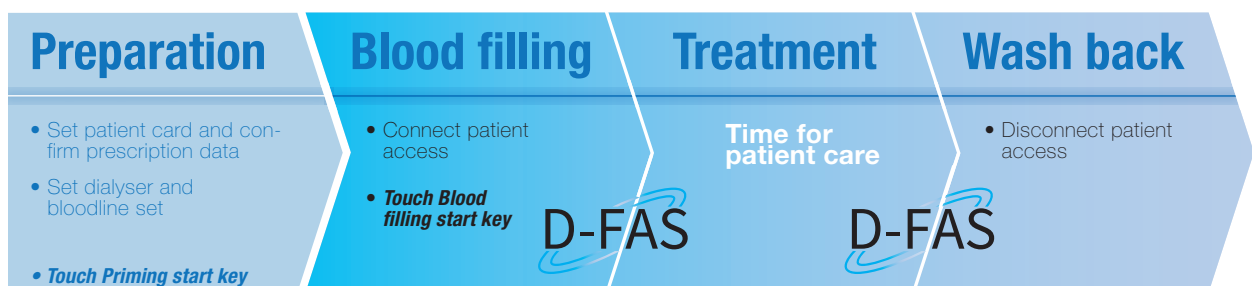 Preparation
• Set patient card and con-
firm prescription data
• Set dialyser and
bloodline set
• Touch Priming start key
Blood filling
• Connect patient
access
• Touch Blood
filling start key
D-FAS
Treatment
Time for
patient care
D-FAS
Wash back
• Disconnect patient
access